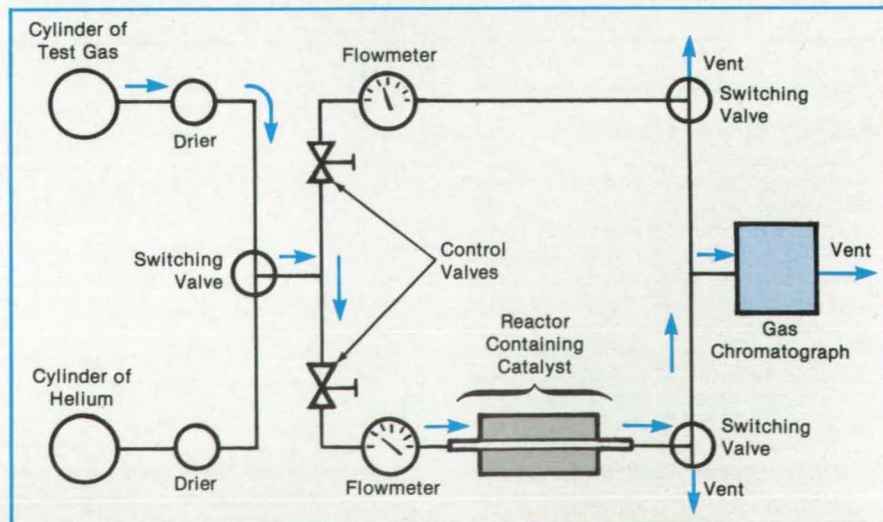 Cylinder of
Test Gas
Drier
Flowmeter
Vent
Switching
Valve
Switching
Valve
Control
Valves
Vent
Gas
Chromatograph
Reactor
Containing
Catalyst
Cylinder of
Helium
Drier
Flowmeter
Switching
Valve
Vent